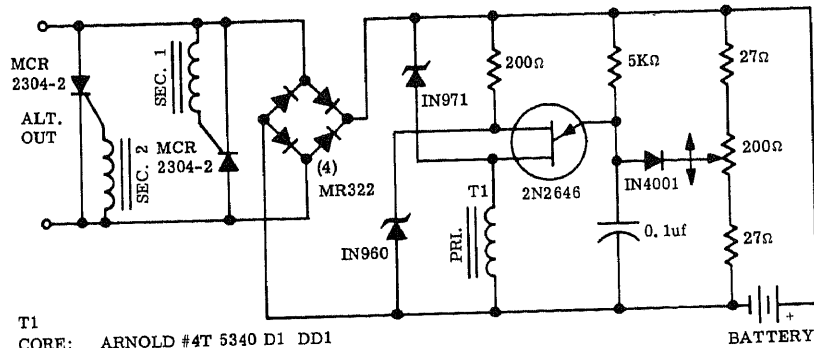 MCR
2304-2
ALT.
OUT
SEC. 1
SEC. 2
MCR
2304-2
(4)
MR322
IN971
IN960
200Ω
T1
PRI.
2N2646
5KΩ
IN4001
0.1uf
27Ω
200Ω
27Ω
+
BATTERY
T1
CORE: ARNOLD #4T 5340 D1 DD1